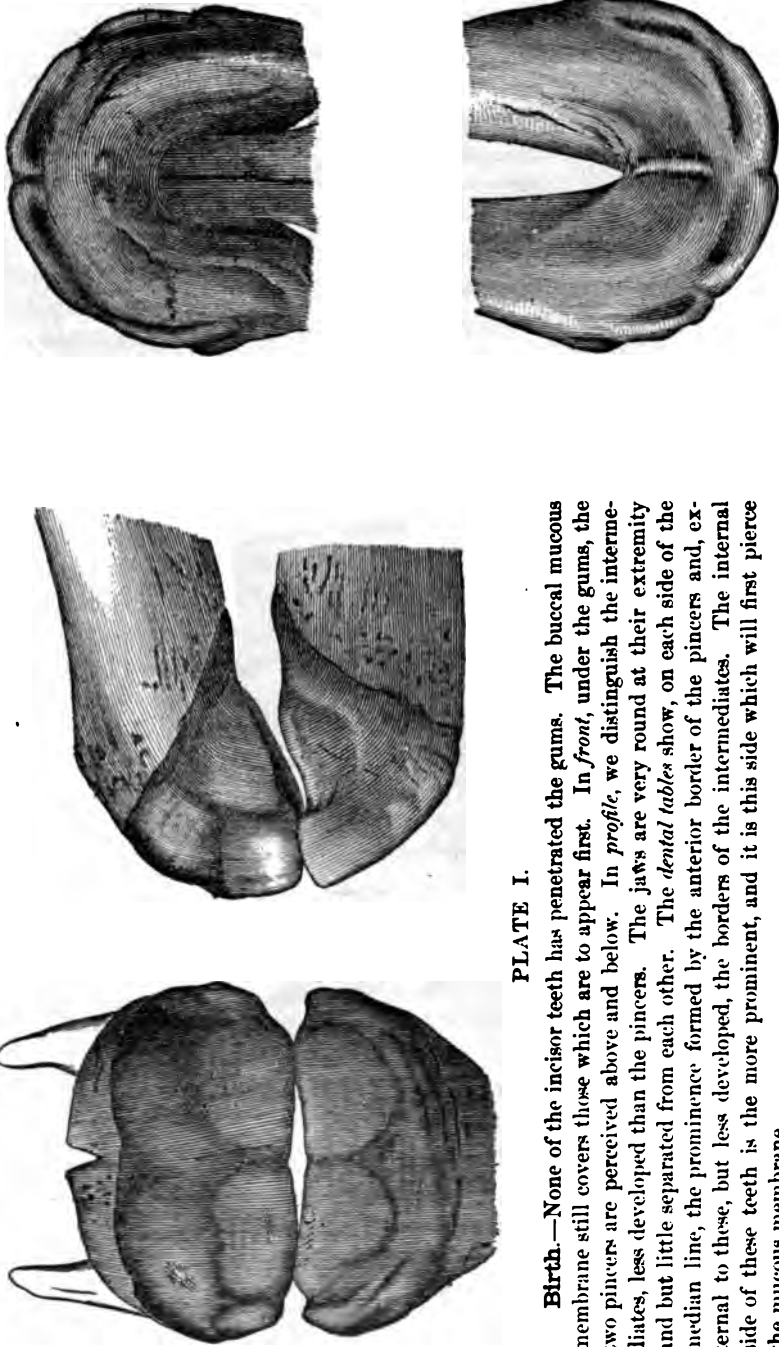 PLATE I.
Birth.—None of the incisor teeth has penetrated the gums. The buccal mucous
membrane still covers those which are to appear first. In front, under the gums, the
two pincers are perceived above and below. In profile, we distinguish the interme-
diates, less developed than the pincers. The jaws are very round at their extremity
and but little separated from each other. The dental tables show, on each side of the
median line, the prominence formed by the anterior border of the pincers and, ex-
ternal to these, but less developed, the borders of the intermediates. The internal
side of these teeth is the more prominent, and it is this side which will first pierce
the mucous membrane.